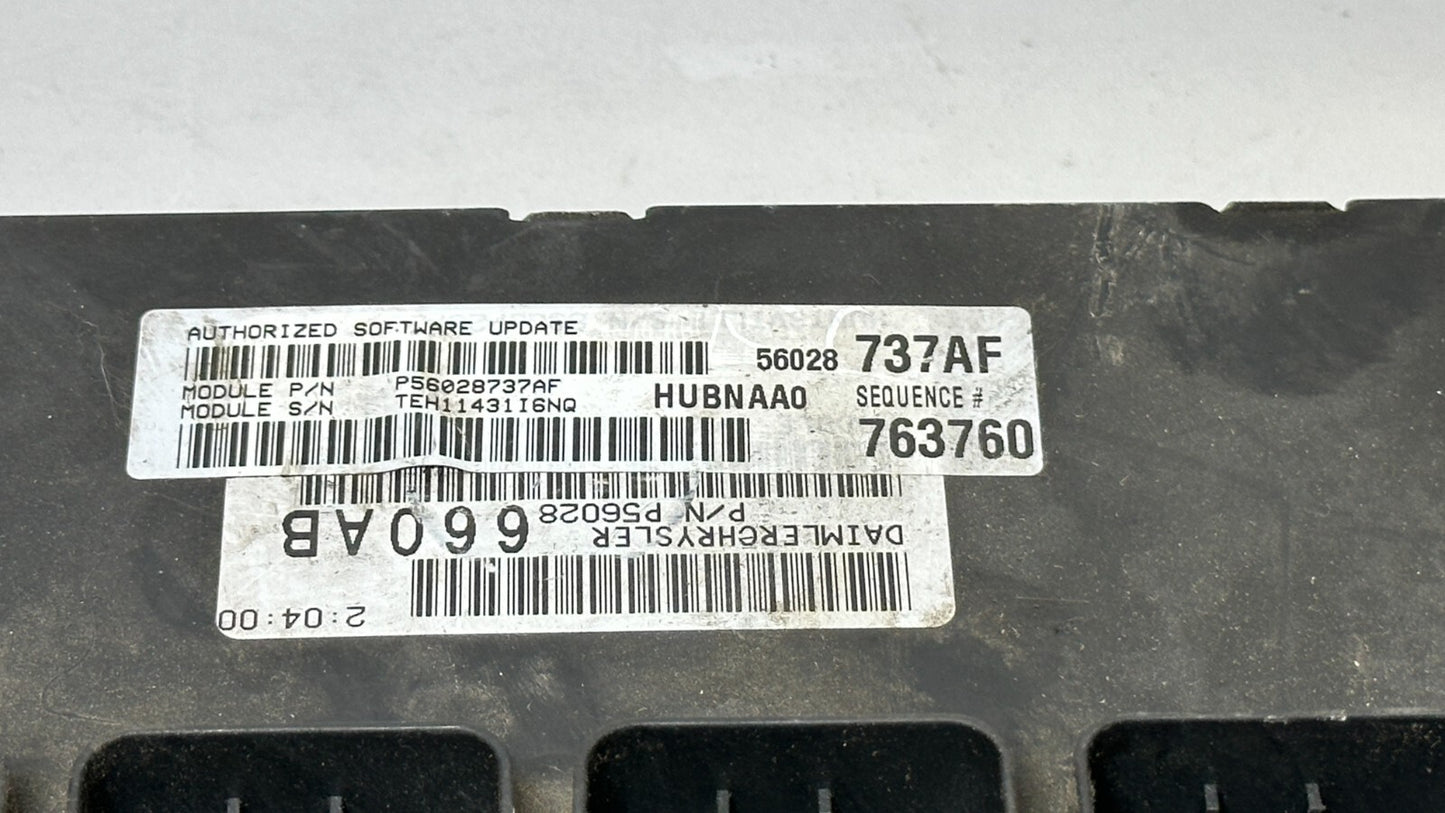 AUTHORIZED SOFTWARE UPDATE
56028 737AF
MODULE P/N P56028737AF
MODULE S/N TEH11431I6NQ
HUBNAA0 SEQUENCE #
763760
P/N P56028
DAIMLERCHRYSLER 660AB
2:04:00